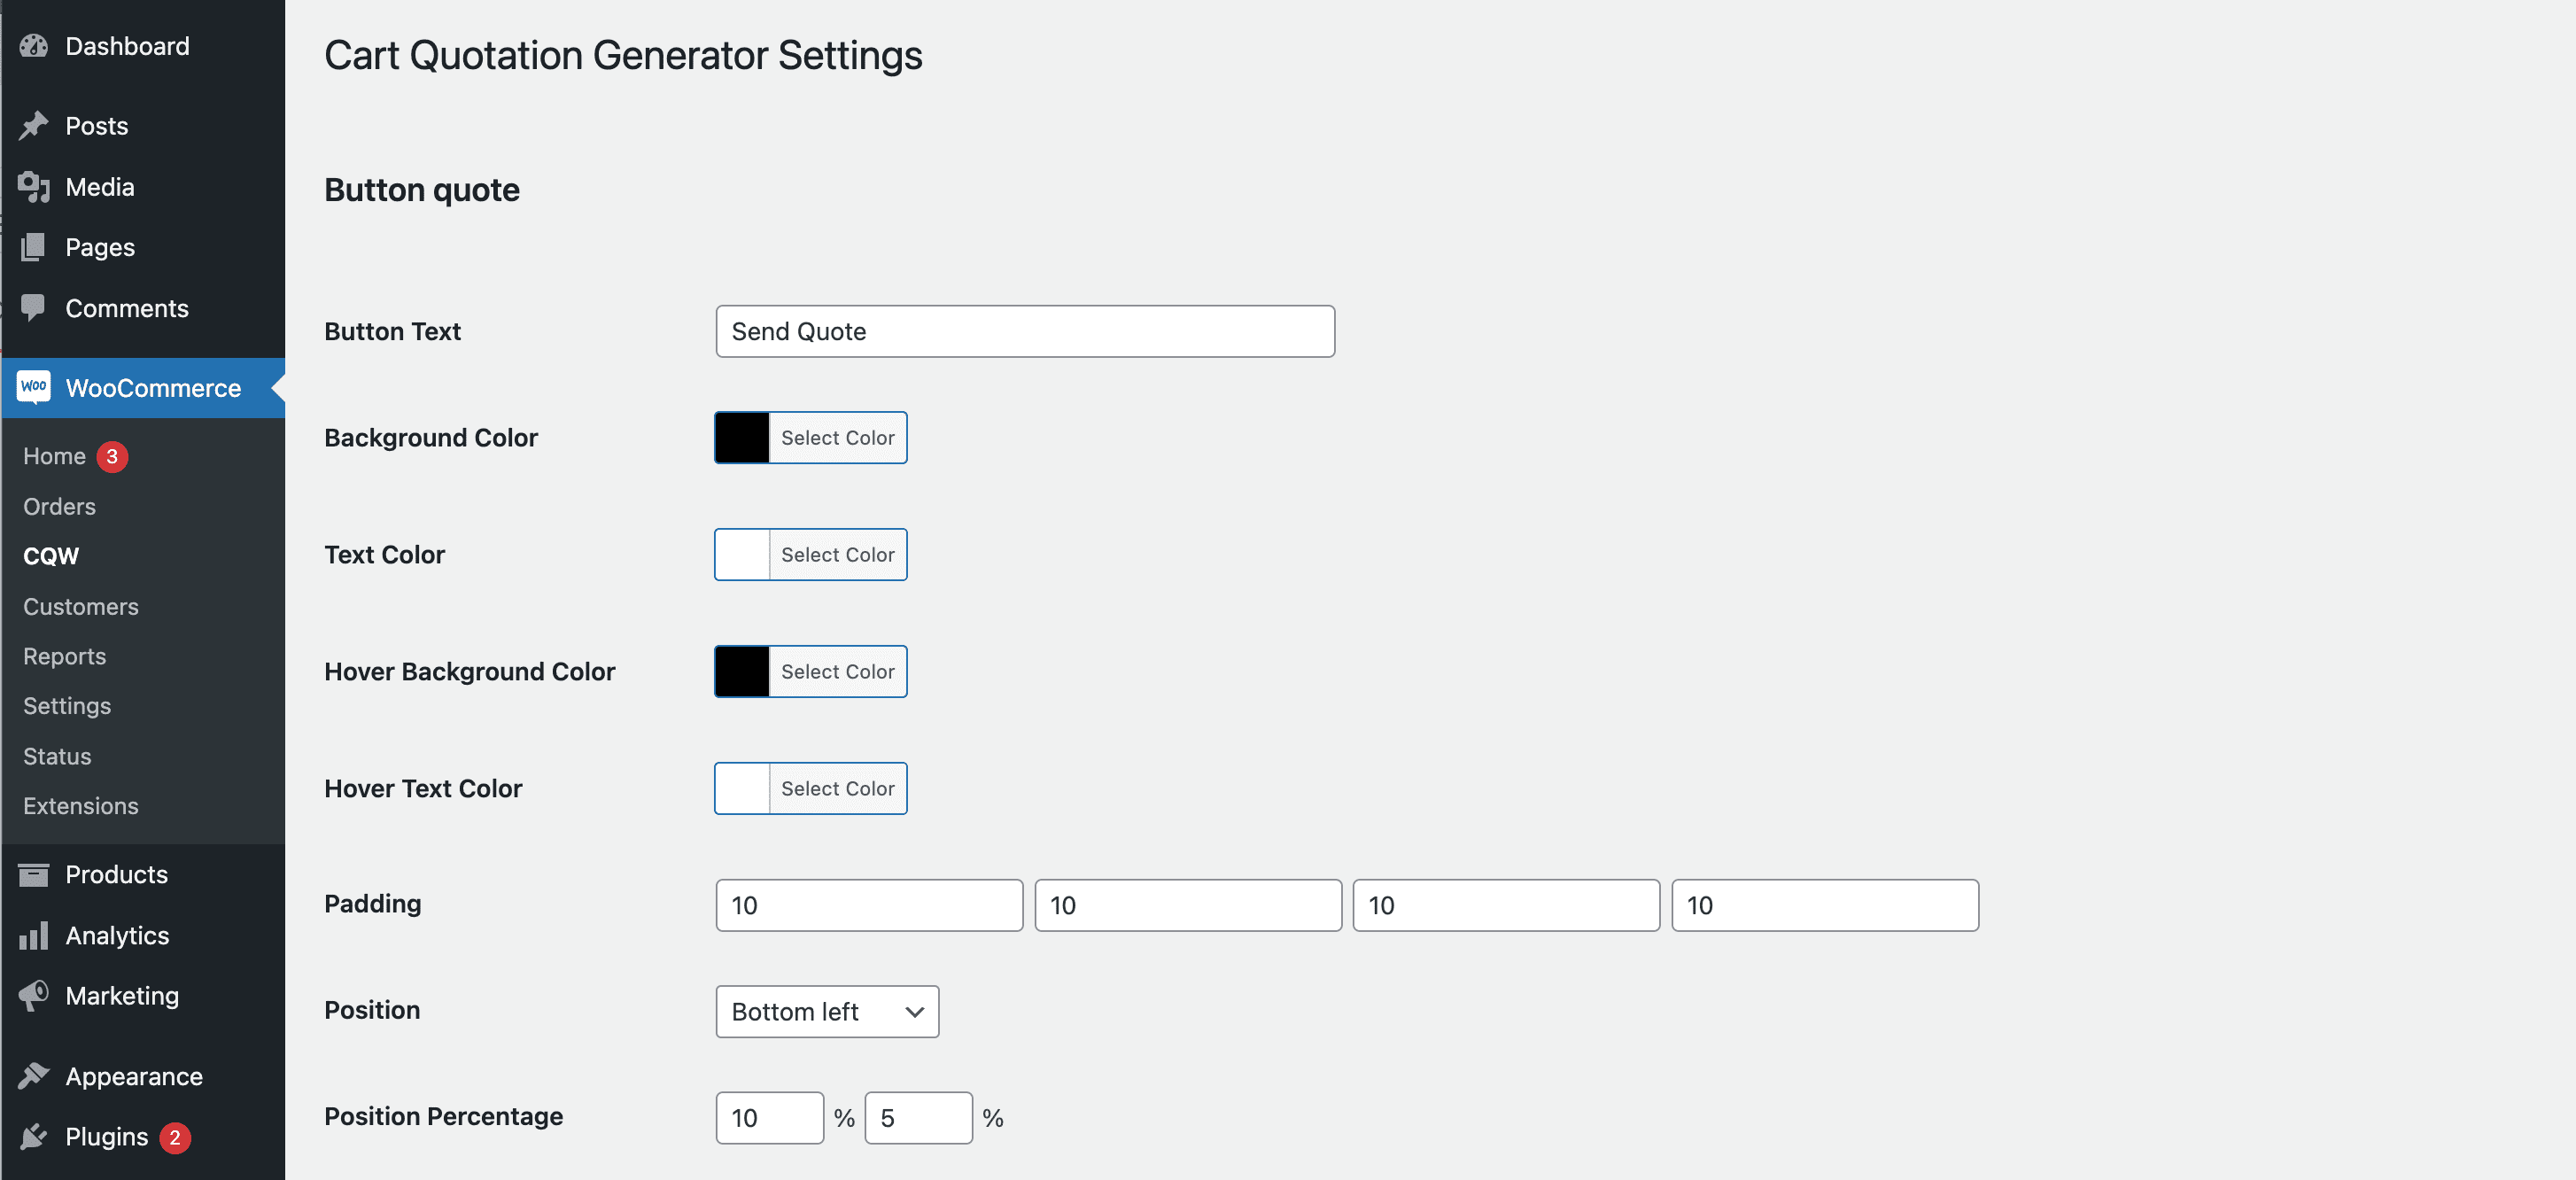 Dashboard
Posts
Media
Pages
Comments
Woo WooCommerce
Home 3
Orders
CQW
Customers
Reports
Settings
Status
Extensions
Products
Analytics
Marketing
Appearance
Plugins 2
Cart Quotation Generator Settings
Button quote
Button Text Send Quote
Background Color Select Color
Text Color Select Color
Hover Background Color Select Color
Hover Text Color Select Color
Padding 10 10 10 10
Position Bottom left
Position Percentage 10 % 5 %